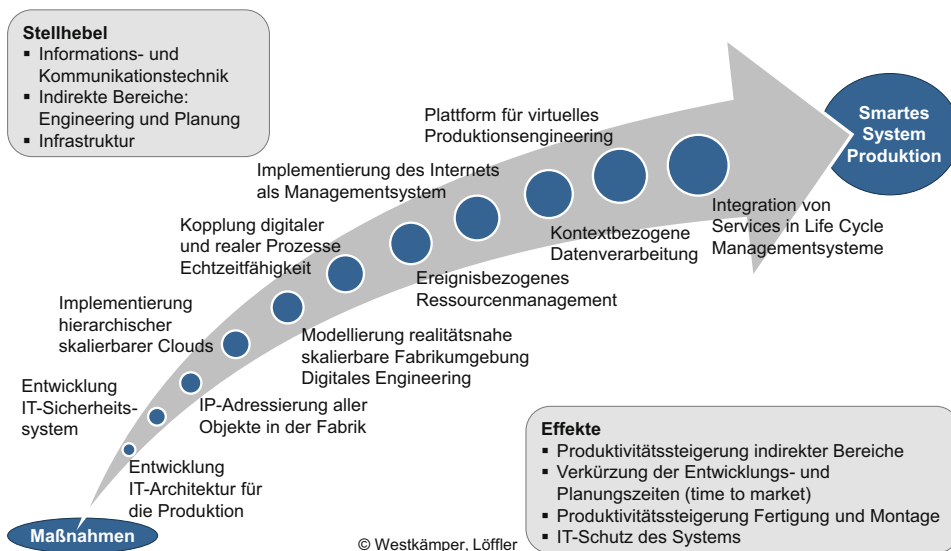 Stellhebel
▪ Informations- und
Kommunikationstechnik
▪ Indirekte Bereiche:
Engineering und Planung
▪ Infrastruktur
Smartes
System
Produktion
Plattform für virtuelles
Produktionsengineering
Implementierung des Internets
als Managementsystem
Integration von
Services in Life Cycle
Managementsysteme
Kopplung digitaler
und realer Prozesse
Echtzeitfähigkeit
Kontextbezogene
Datenverarbeitung
Ereignisbezogenes
Ressourcenmanagement
Implementierung
hierarchischer
skalierbarer Clouds
Modellierung realitätsnahe
skalierbare Fabrikumgebung
Digitales Engineering
Entwicklung
IT-Sicherheits-
system
IP-Adressierung aller
Objekte in der Fabrik
Entwicklung
IT-Architektur für
die Produktion
Maßnahmen
Effekte
▪ Produktivitätssteigerung indirekter Bereiche
▪ Verkürzung der Entwicklungs- und
Planungszeiten (time to market)
▪ Produktivitätssteigerung Fertigung und Montage
▪ IT-Schutz des Systems
© Westkämper, Löffler